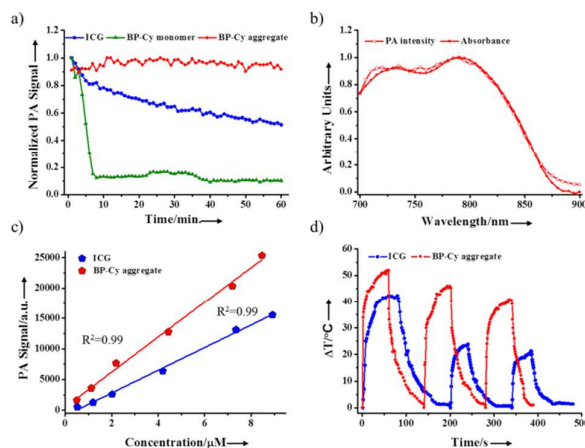 a)
ICG
BP-Cy monomer
BP-Cy aggregate
Normalized PA Signal
1.0
0.8
0.6
0.4
0.2
0.0
0
10
20
30
40
50
60
Time/min.
b)
PA intensity
Absorbance
Arbitrary Units
1.2
1.0
0.8
0.6
0.4
0.2
0.0
700
750
800
850
900
Wavelength/nm
c)
ICG
BP-Cy aggregate
PA Signal/a.u.
25000
20000
15000
10000
5000
0
R²=0.99
R²=0.99
0
2
4
6
8
Concentration/μM
d)
ICG
BP-Cy aggregate
ΔT/°C
60
50
40
30
20
10
0
0
100
200
300
400
500
Time/s